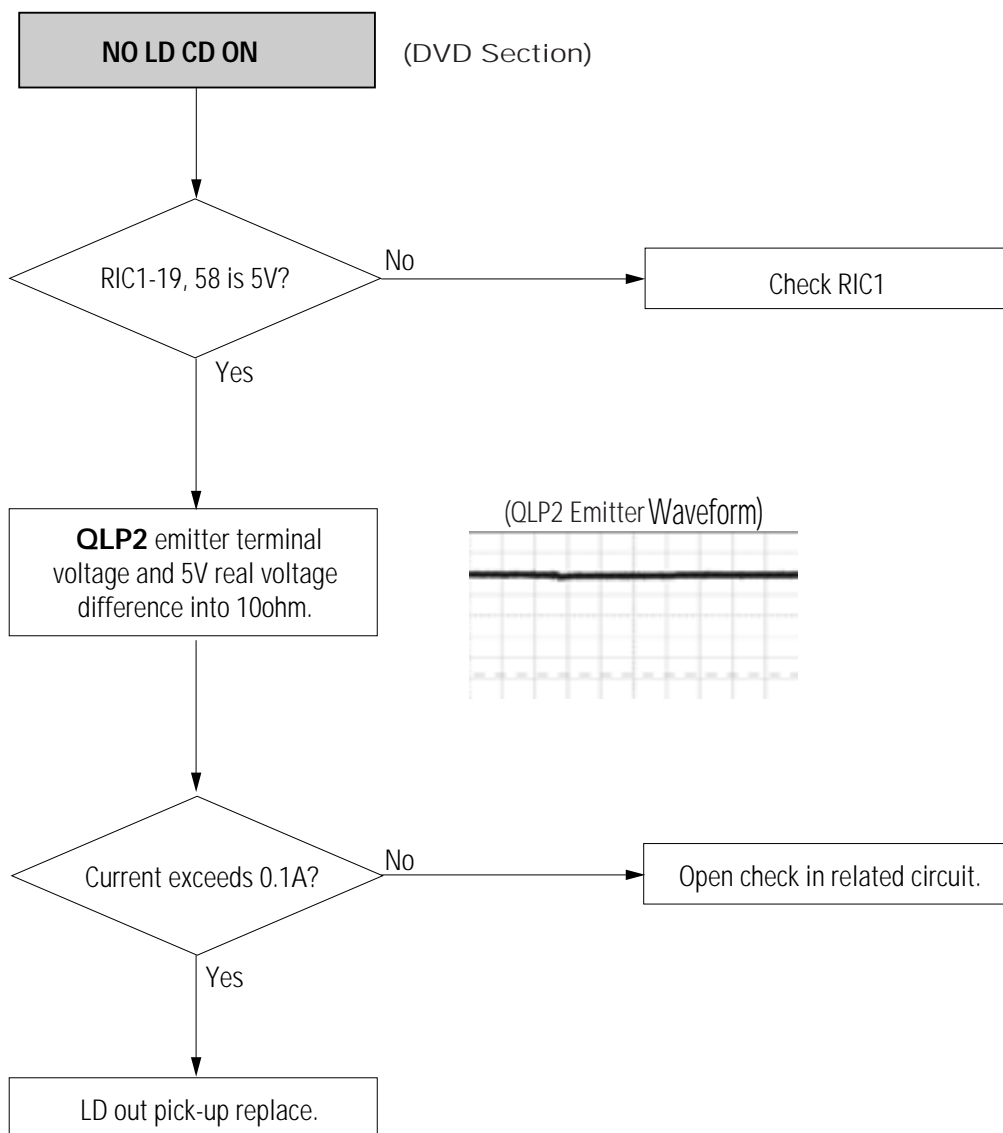 NO LD CD ON
(DVD Section)
RIC1-19, 58 is 5V?
No
Check RIC1
Yes
QLP2 emitter terminal
voltage and 5V real voltage
difference into 10ohm.
(QLP2 Emitter Waveform)
Current exceeds 0.1A?
No
Open check in related circuit.
Yes
LD out pick-up replace.